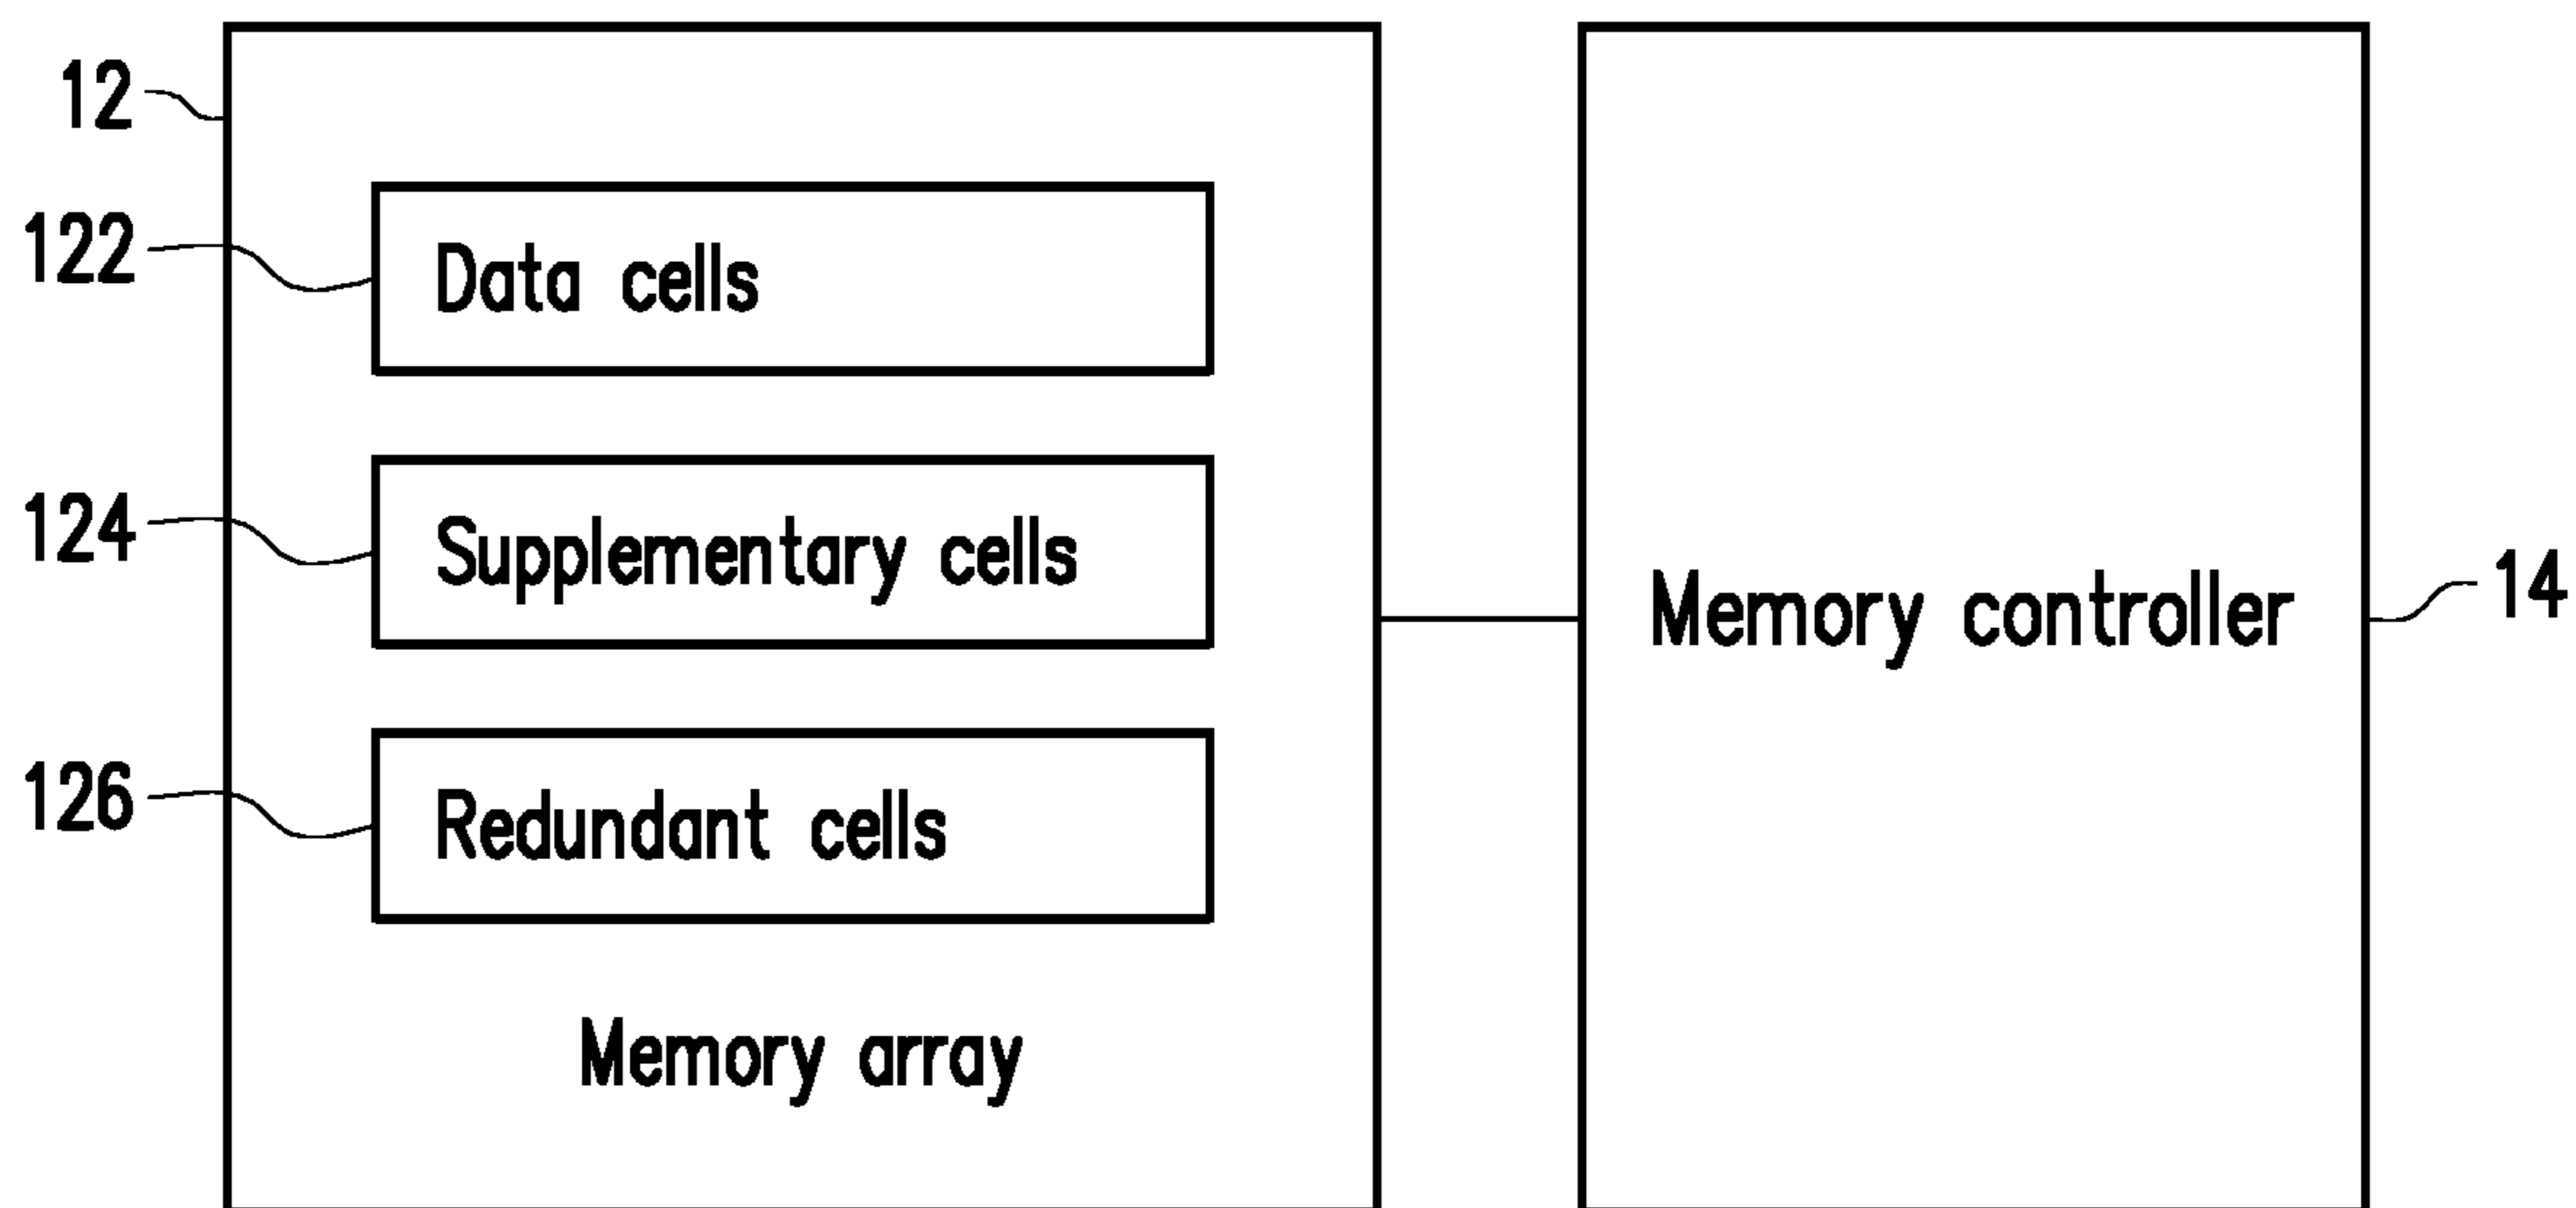 12
122
Data cells
124
Supplementary cells
126
Redundant cells
Memory array
Memory controller
14